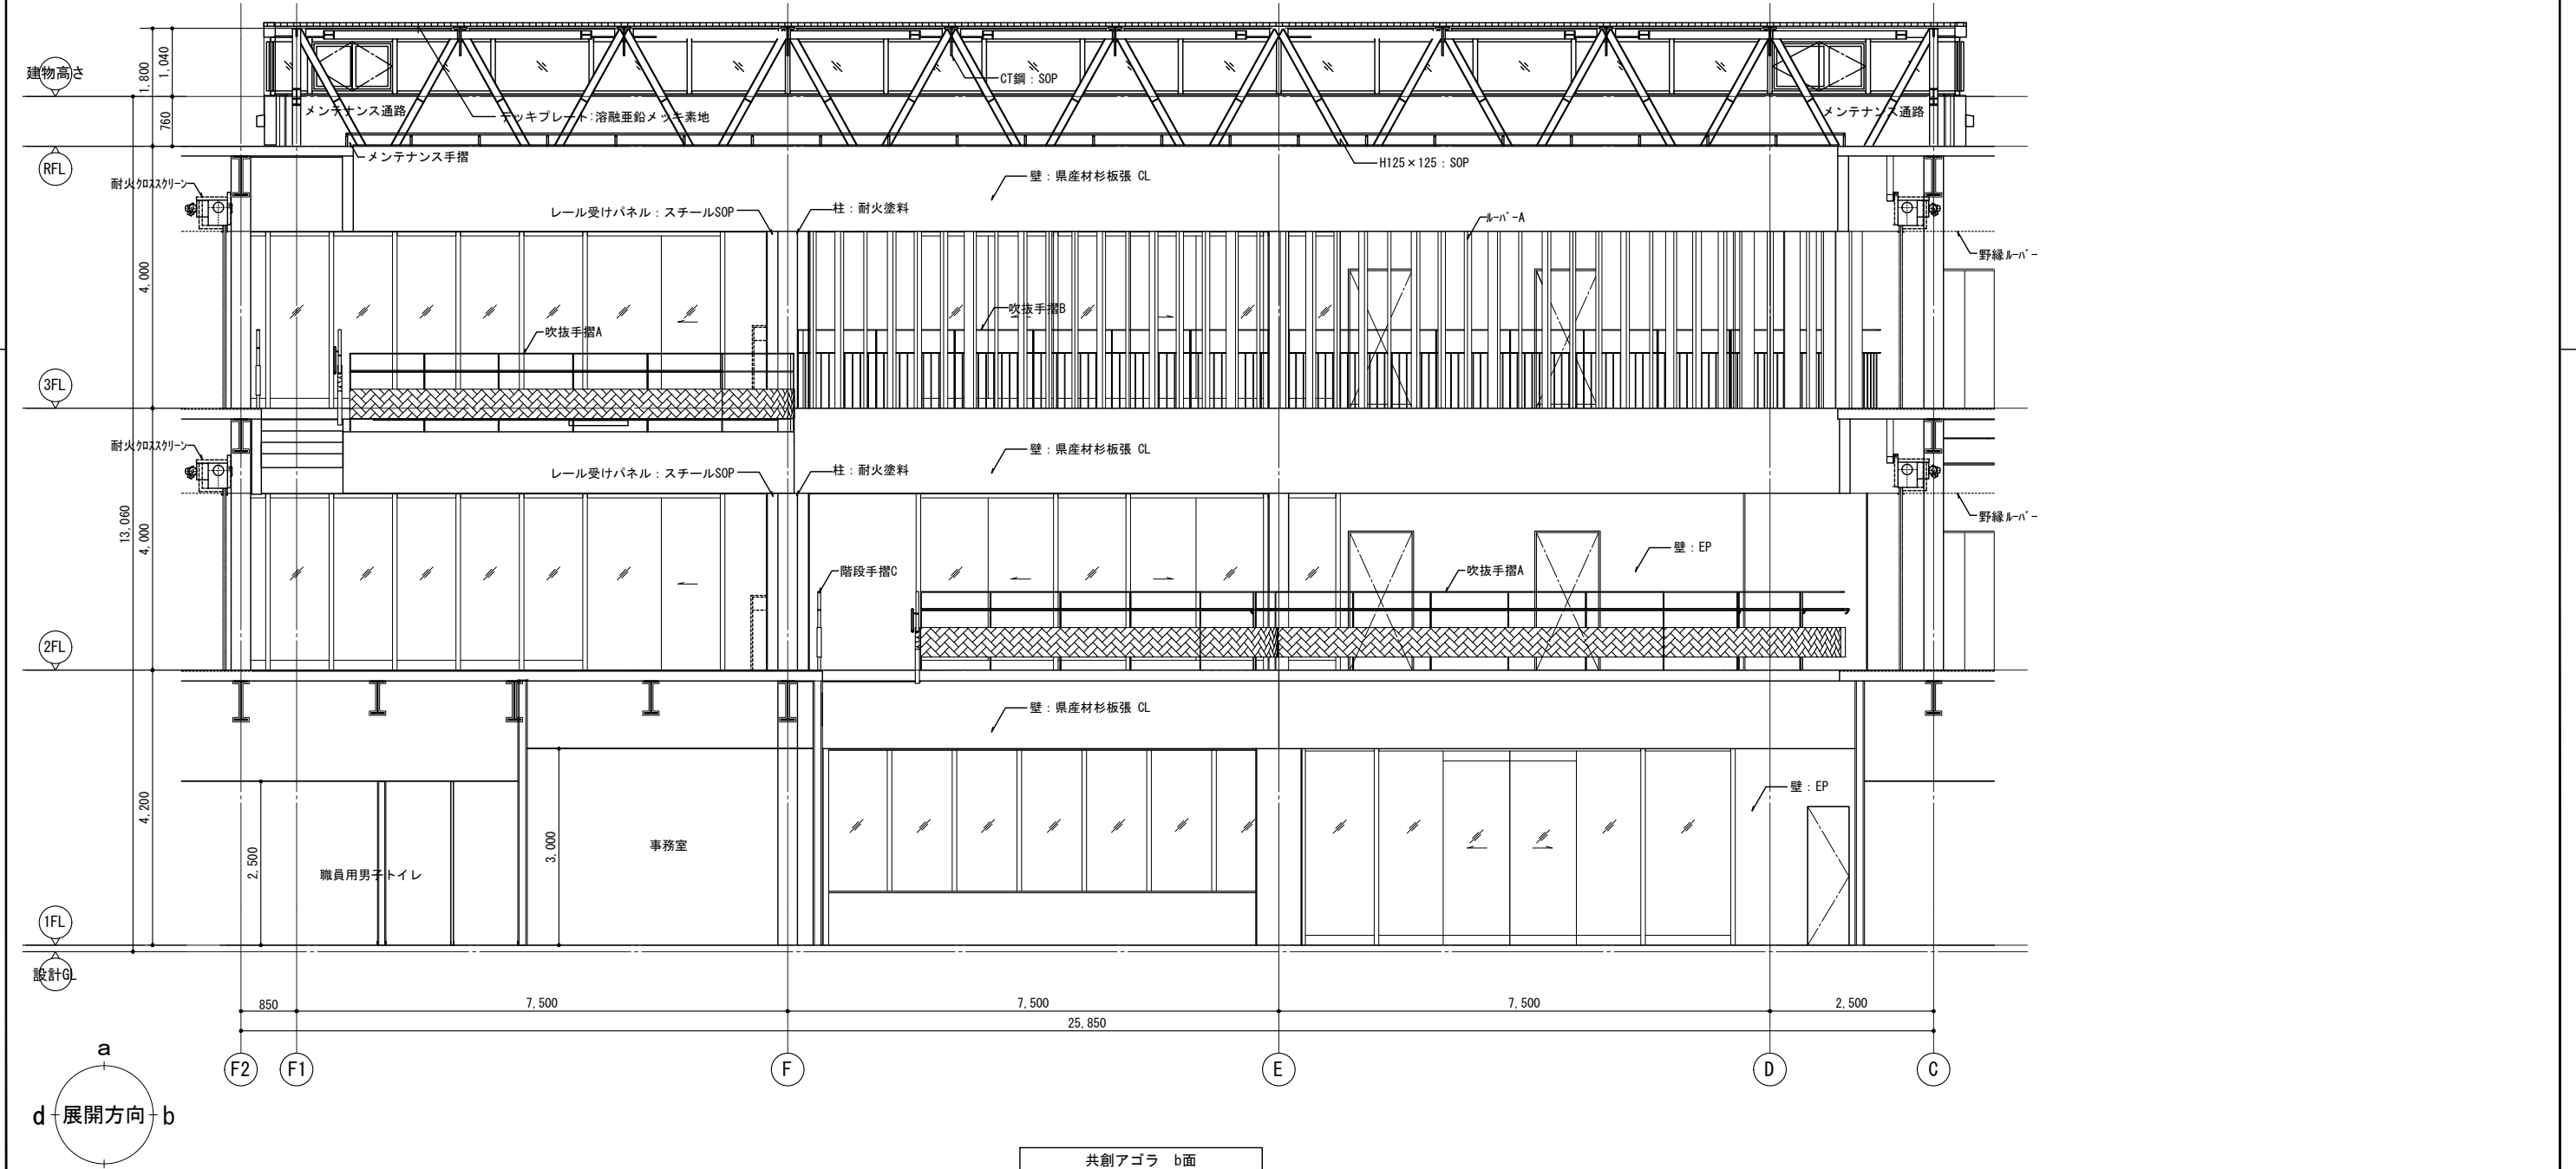 建物高さ
1,800
1,040
CT鋼：SOP
メンテナンス通路
デッキプレート:溶融亜鉛メッキ素地
メンテナンス通路
760
RFL
メンテナンス手摺
H125×125：SOP
耐火クロススクリーン
壁：県産材杉板張 CL
レール受けパネル：スチールSOP
柱：耐火塗料
ルーバーA
野縁ルーバー
4,000
吹抜手摺A
吹抜手摺B
3FL
耐火クロススクリーン
壁：県産材杉板張 CL
レール受けパネル：スチールSOP
柱：耐火塗料
野縁ルーバー
13,060
4,000
壁：EP
階段手摺C
吹抜手摺A
2FL
壁：県産材杉板張 CL
壁：EP
4,200
2,500
3,000
事務室
職員用男子トイレ
1FL
設計GL
850
7,500
7,500
7,500
2,500
25,850
F2
F1
F
E
D
C
a
d
展開方向
b
共創アゴラ　b面